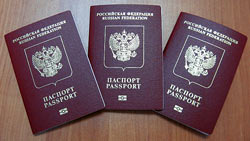 РОССИЙСКАЯ ФЕДЕРАЦИЯ
RUSSIAN FEDERATION
ПАСПОРТ
PASSPORT
РОССИЙСКАЯ ФЕДЕРАЦИЯ
RUSSIAN FEDERATION
ПАСПОРТ
PASSPORT
РОССИЙСКАЯ ФЕДЕРАЦИЯ
RUSSIAN FEDERATION
ПАСПОРТ
PASSPORT